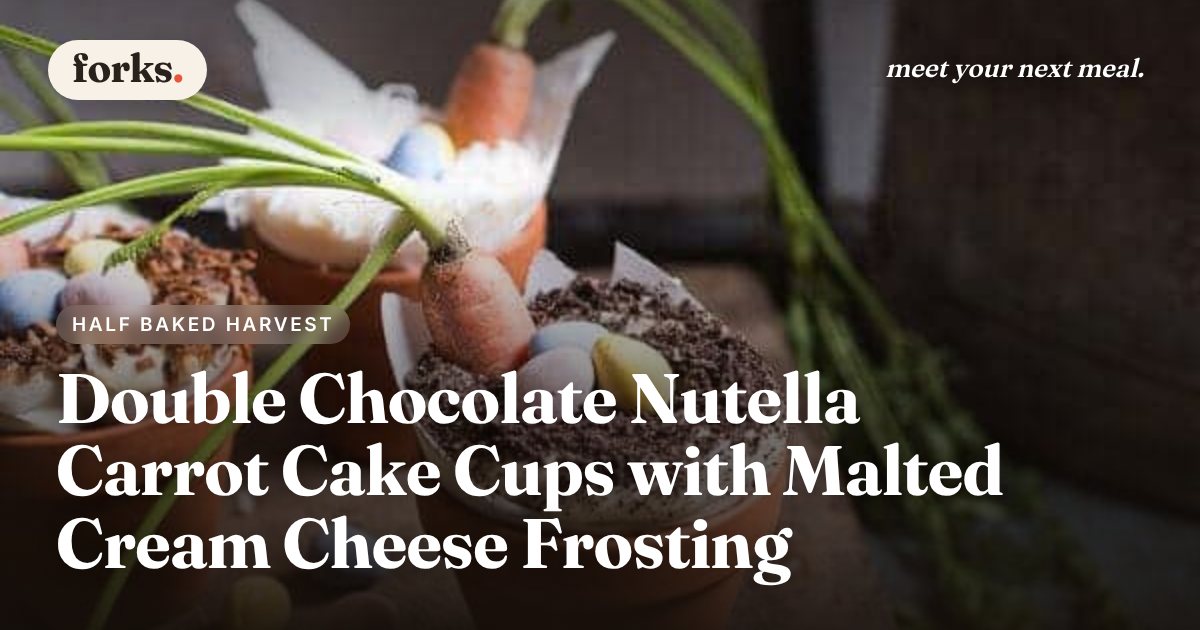 forks.
meet your next meal.
HALF BAKED HARVEST
Double Chocolate Nutella
Carrot Cake Cups with Malted
Cream Cheese Frosting